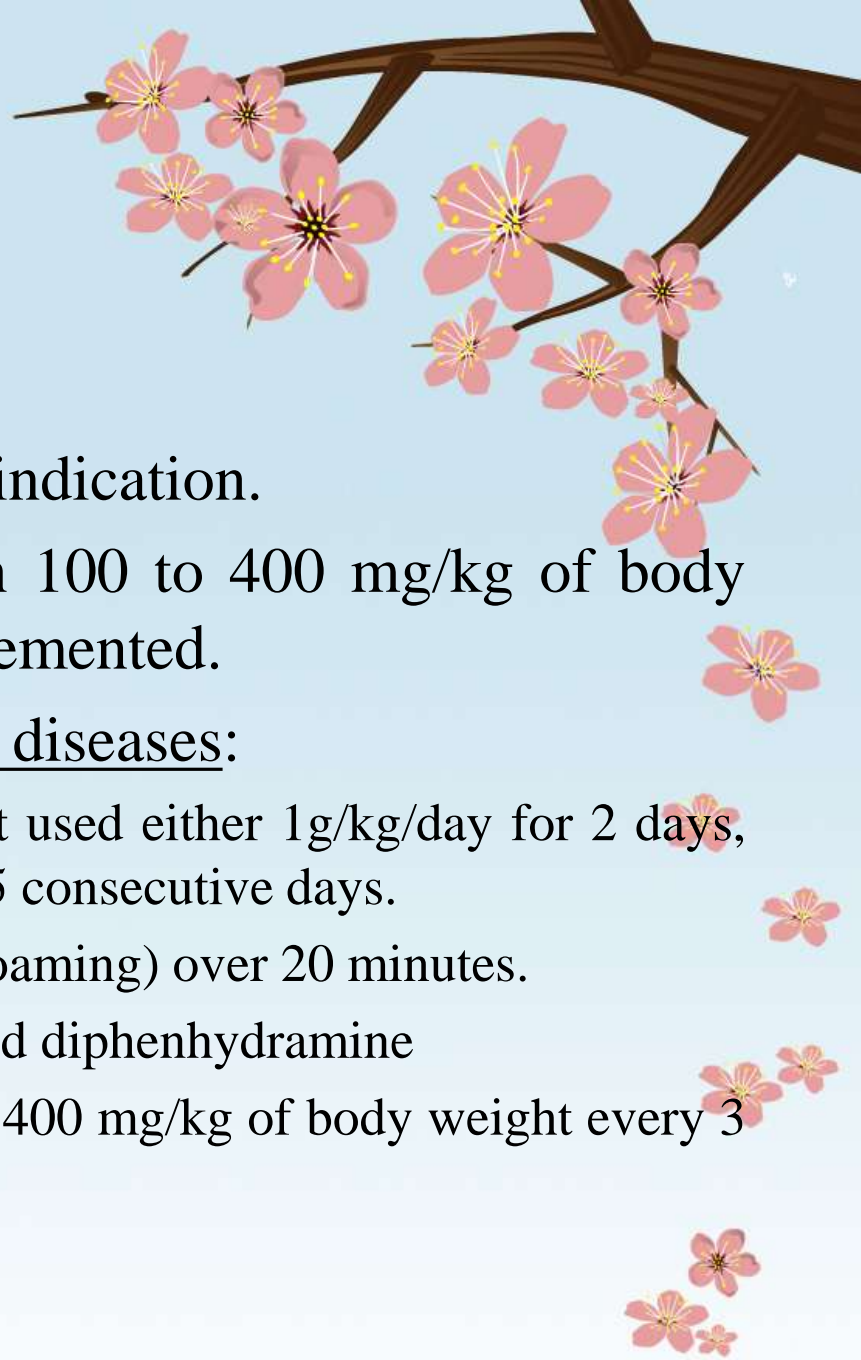 indication.
100 to 400 mg/kg of body
emented.
diseases:
t used either 1g/kg/day for 2 days,
5 consecutive days.
oaming) over 20 minutes.
d diphenhydramine
400 mg/kg of body weight every 3